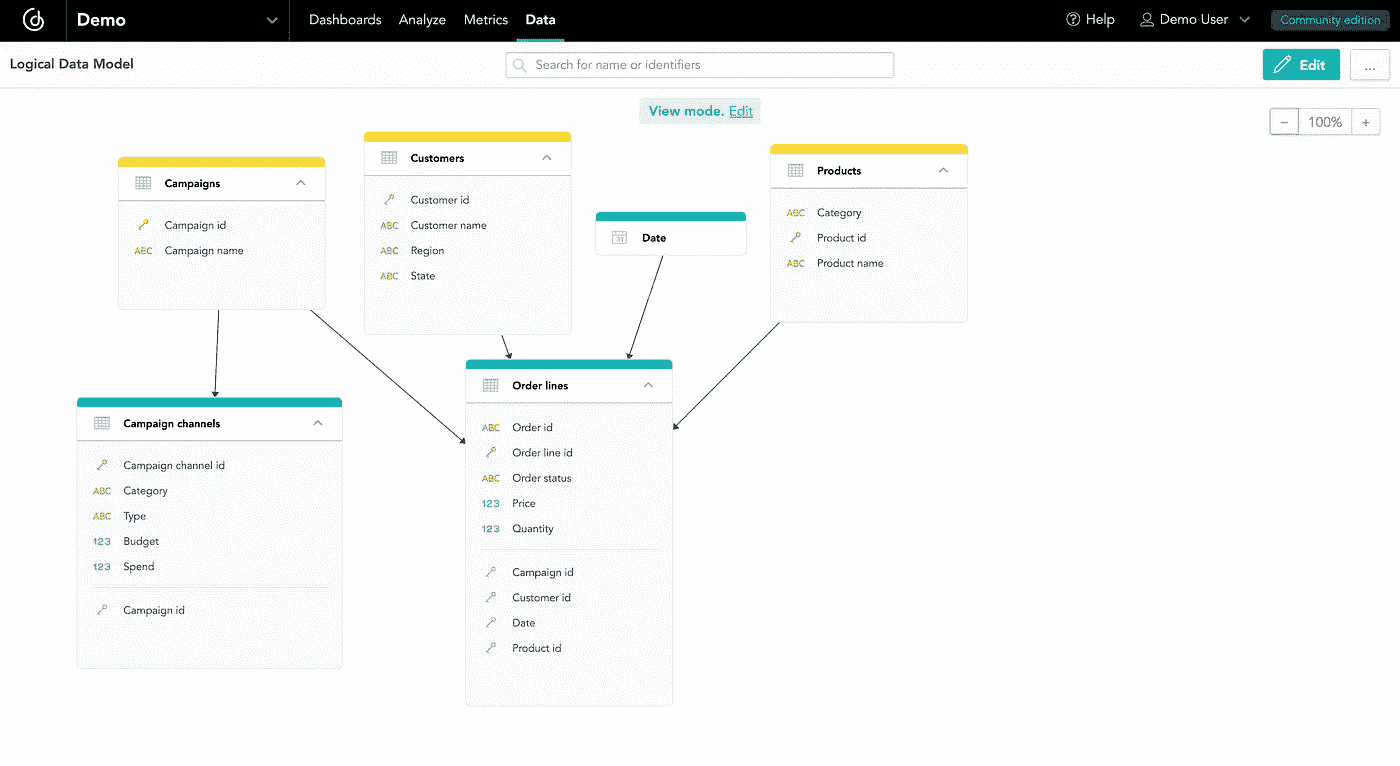 Demo
Dashboards Analyze Metrics Data
Help
Demo User
Community edition
Logical Data Model
Search for name or identifiers
Edit
...
View mode. Edit
− 100% +
Campaigns
Campaign id
ABC Campaign name
Customers
Customer id
ABC Customer name
ABC Region
ABC State
31 Date
Products
ABC Category
Product id
ABC Product name
Campaign channels
Campaign channel id
ABC Category
ABC Type
123 Budget
123 Spend
Campaign id
Order lines
ABC Order id
Order line id
ABC Order status
123 Price
123 Quantity
Campaign id
Customer id
Date
Product id